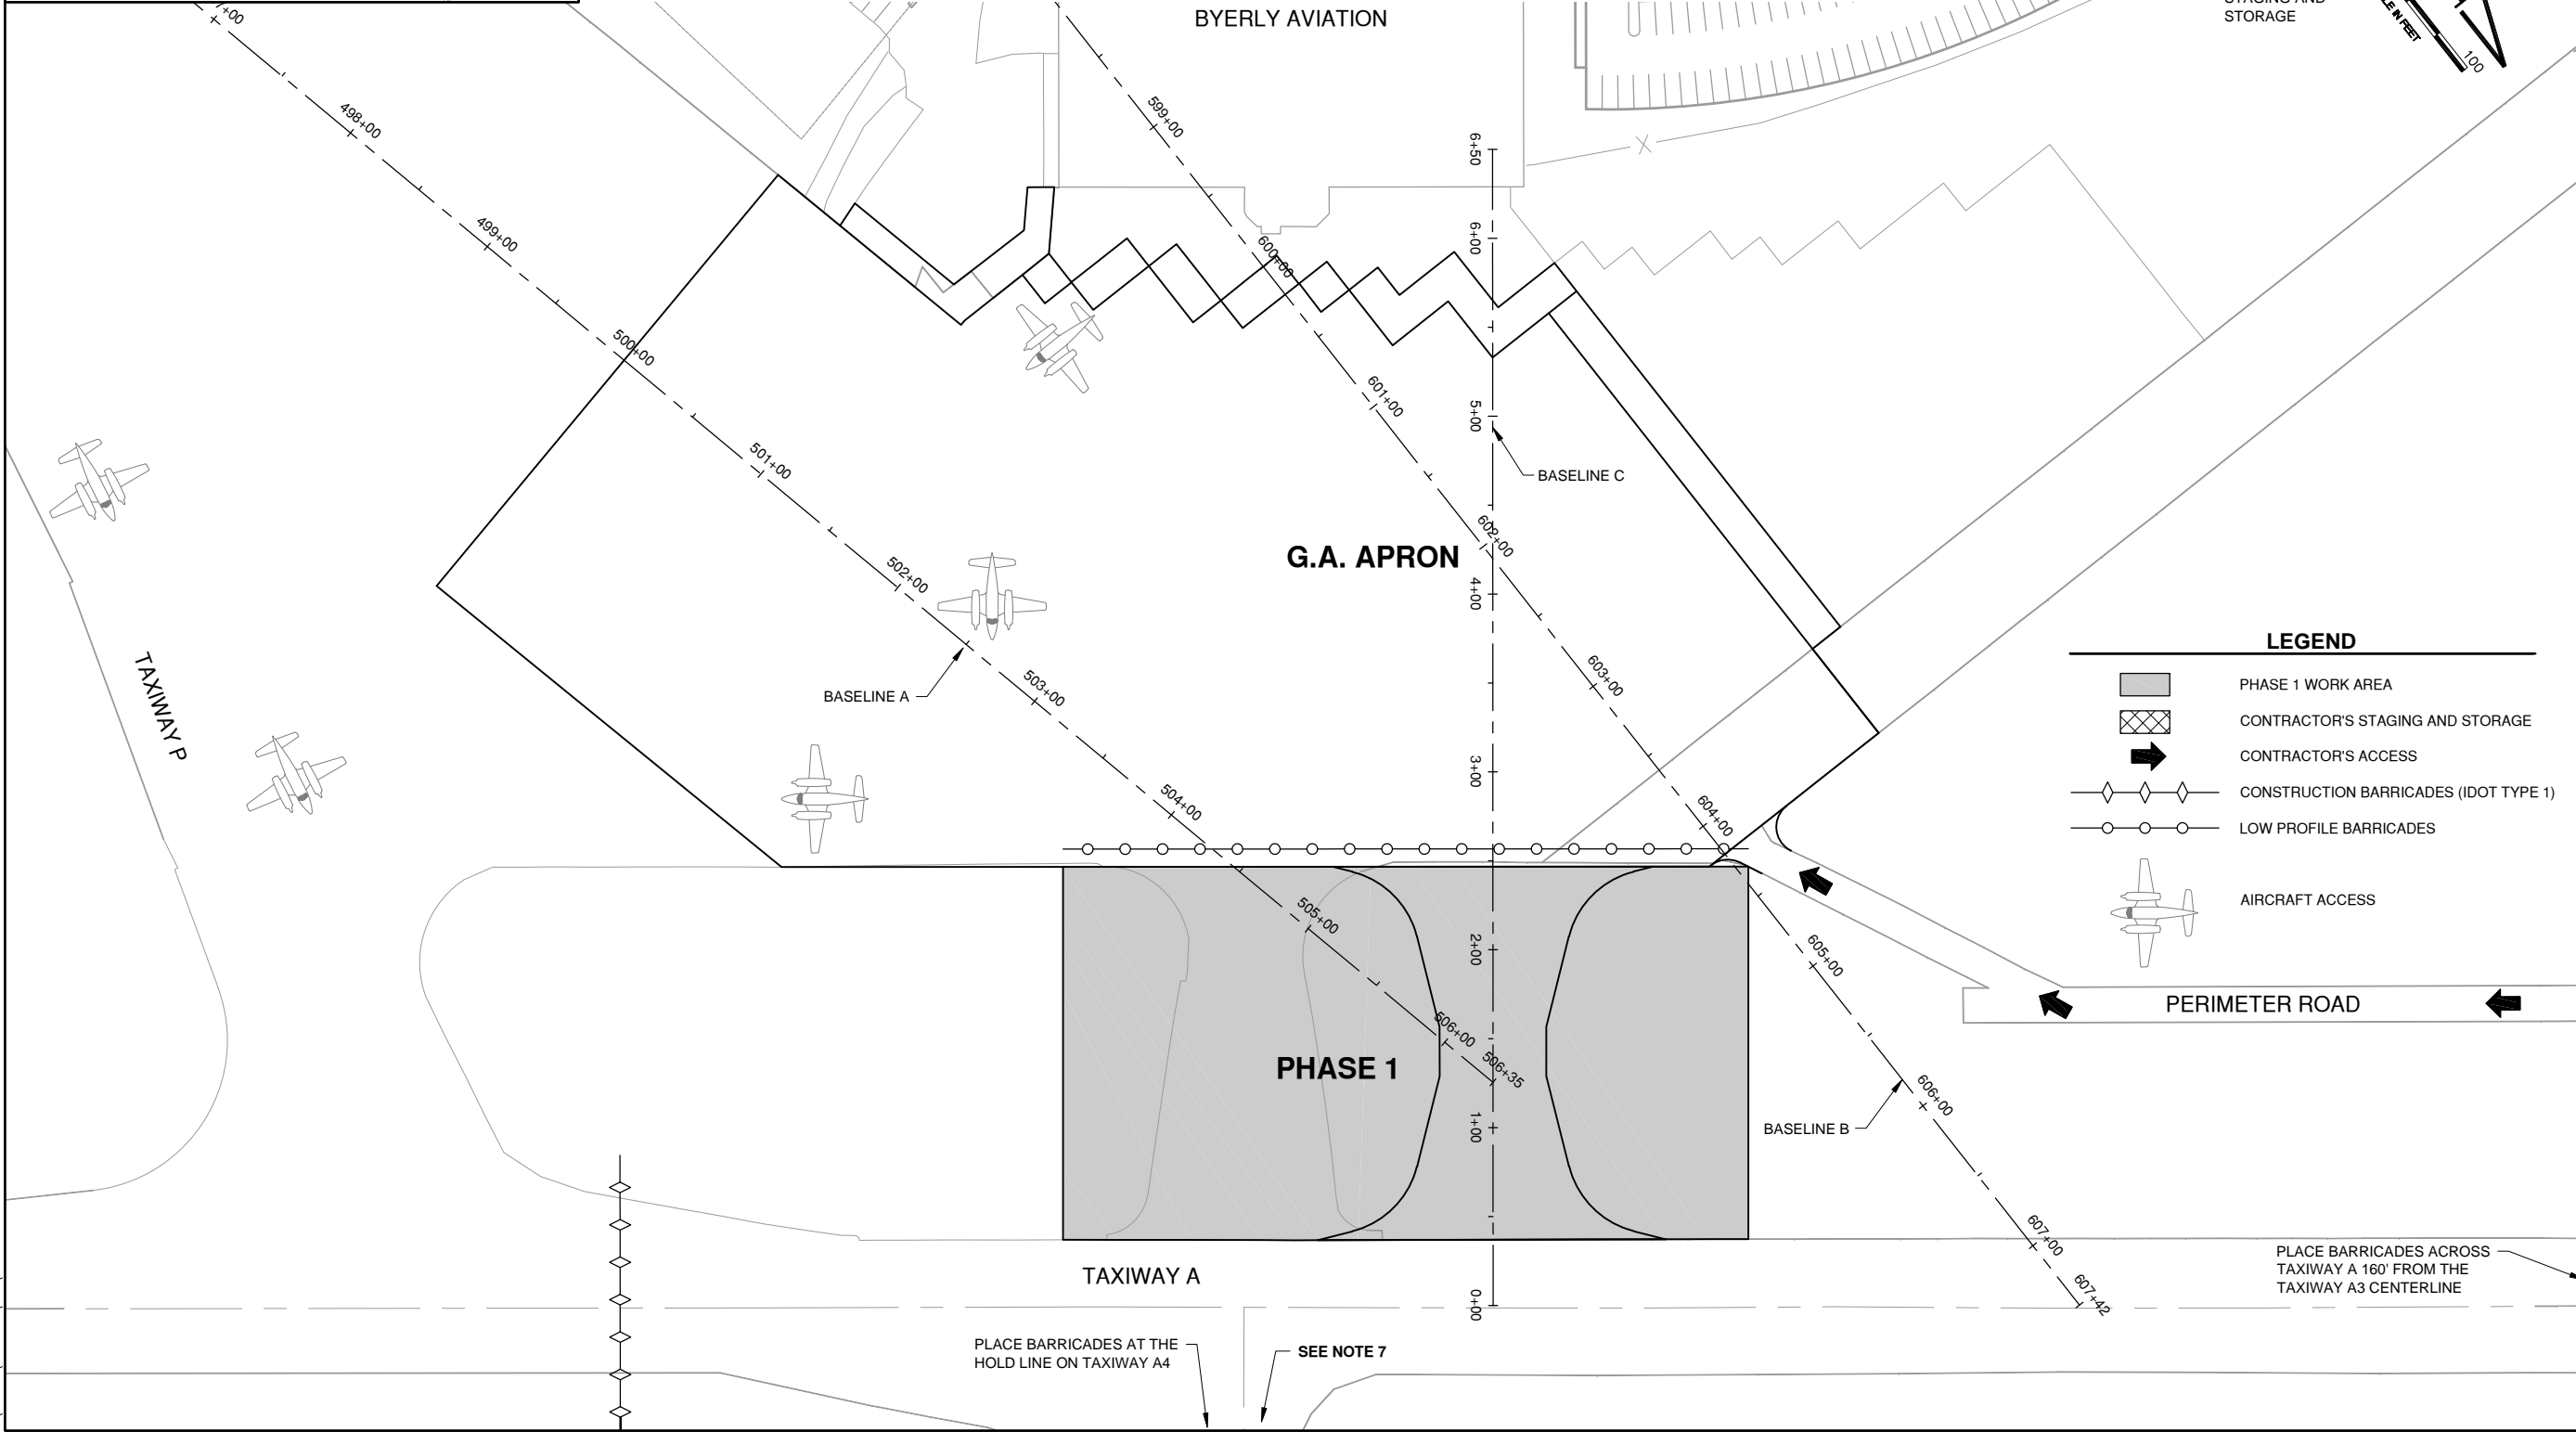 BYERLY AVIATION
STORAGE
100
498+00
499+00
500+00
501+00
502+00
503+00
504+00
505+00
506+00
506+35
599+00
600+00
601+00
602+00
603+00
604+00
605+00
606+00
607+00
607+42
6+50
6+00
5+00
4+00
3+00
2+00
1+00
0+00
BASELINE C
G.A. APRON
BASELINE A
TAXIWAY P
LEGEND
PHASE 1 WORK AREA
CONTRACTOR'S STAGING AND STORAGE
CONTRACTOR'S ACCESS
CONSTRUCTION BARRICADES (IDOT TYPE 1)
LOW PROFILE BARRICADES
AIRCRAFT ACCESS
PERIMETER ROAD
PHASE 1
BASELINE B
TAXIWAY A
PLACE BARRICADES ACROSS
TAXIWAY A 160' FROM THE
TAXIWAY A3 CENTERLINE
PLACE BARRICADES AT THE
HOLD LINE ON TAXIWAY A4
SEE NOTE 7